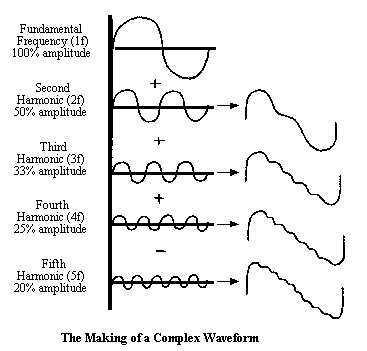 Fundamental
Frequency (1f)
100% amplitude
+
Second
Harmonic (2f)
50% amplitude
+
Third
Harmonic (3f)
33% amplitude
+
Fourth
Harmonic (4f)
25% amplitude
–
Fifth
Harmonic (5f)
20% amplitude
The Making of a Complex Waveform